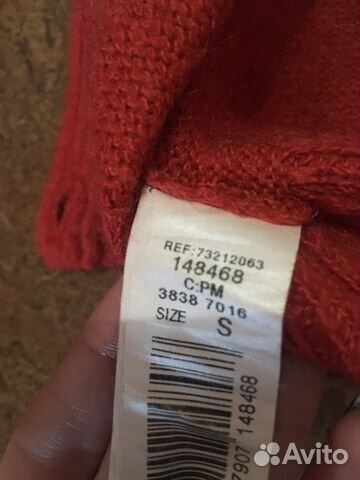 REF:73212063
148468
C:PM
3838 7016
SIZE S
7907 148468
Avito